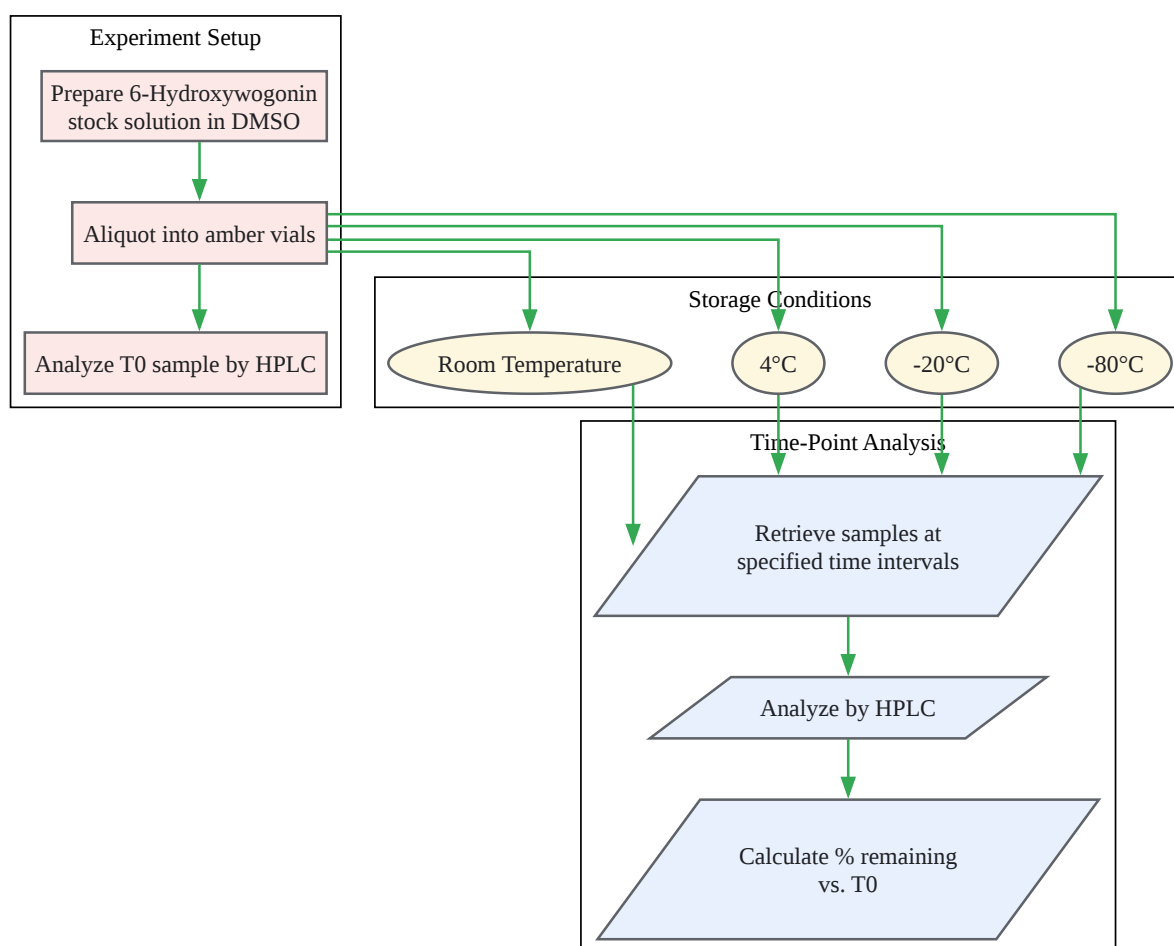 Experiment Setup
Prepare 6-Hydroxywogonin
stock solution in DMSO
Aliquot into amber vials
Analyze T0 sample by HPLC
Storage Conditions
Room Temperature
4°C
-20°C
-80°C
Time-Point Analysis
Retrieve samples at
specified time intervals
Analyze by HPLC
Calculate % remaining
vs. T0